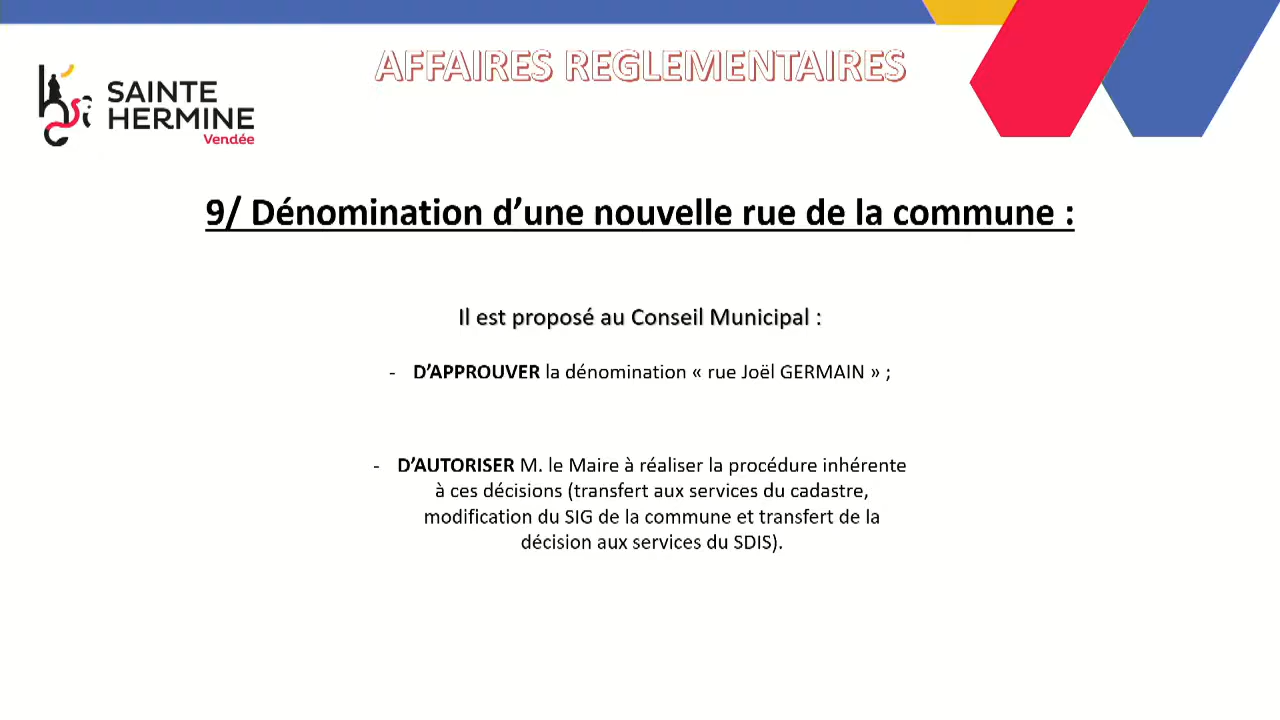 AFFAIRES REGLEMENTAIRES
SAINTE
HERMINE
Vendée
9/ Dénomination d’une nouvelle rue de la commune :
Il est proposé au Conseil Municipal :
- D’APPROUVER la dénomination « rue Joël GERMAIN » ;
- D’AUTORISER M. le Maire à réaliser la procédure inhérente
à ces décisions (transfert aux services du cadastre,
modification du SIG de la commune et transfert de la
décision aux services du SDIS).